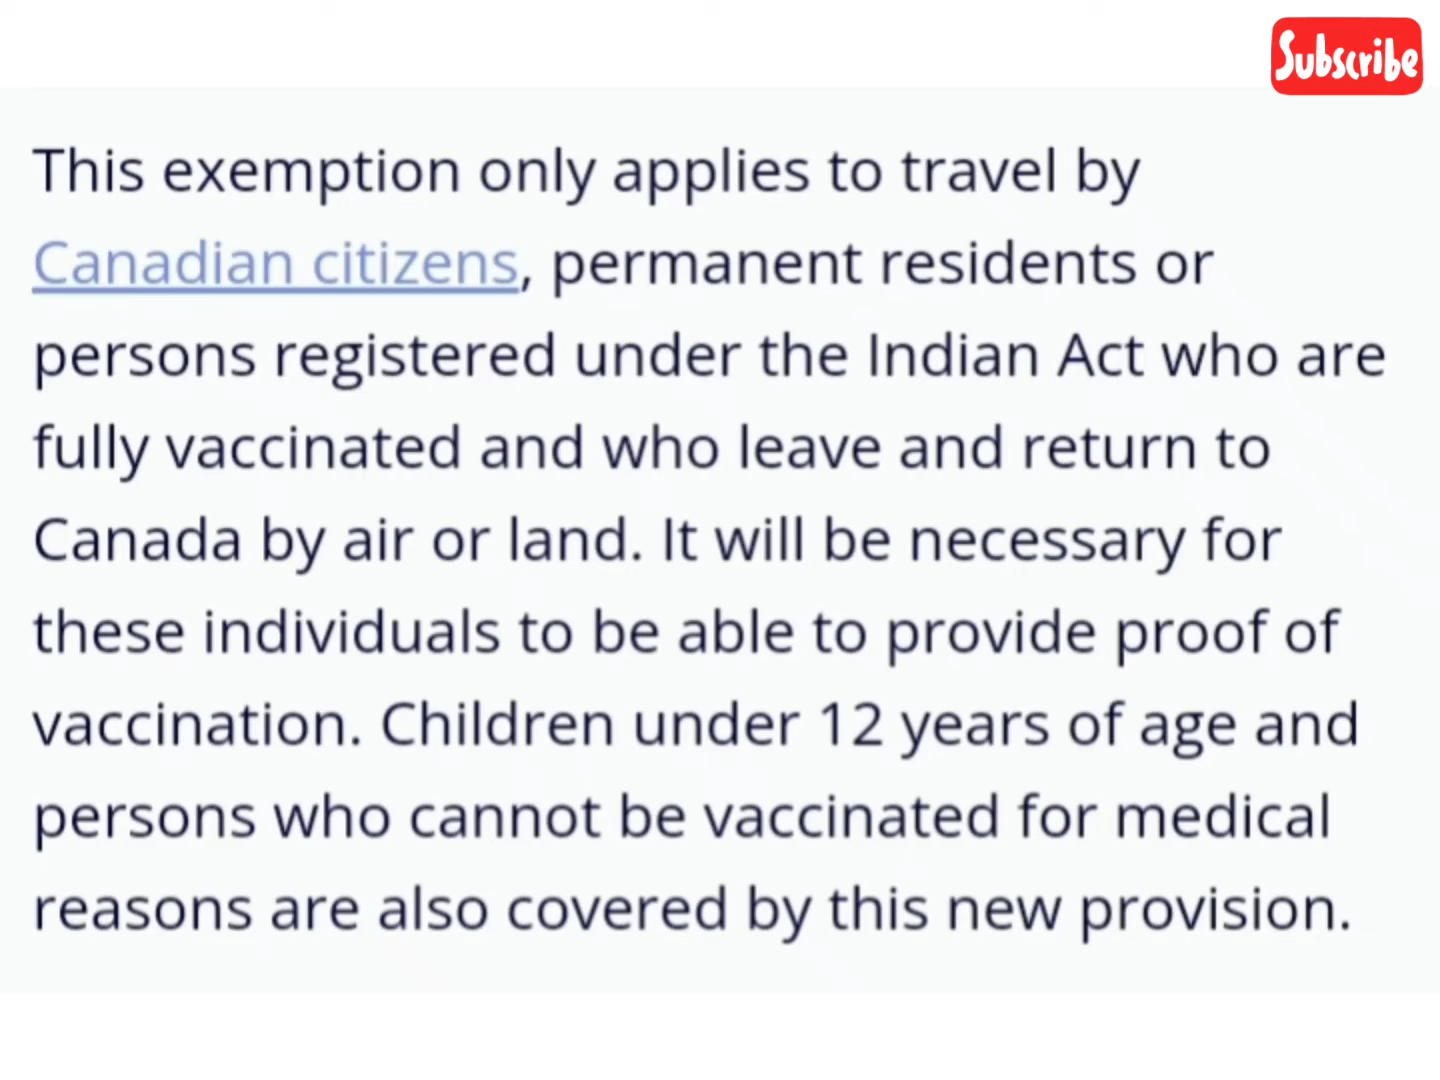 Subscribe
This exemption only applies to travel by
Canadian citizens, permanent residents or
persons registered under the Indian Act who are
fully vaccinated and who leave and return to
Canada by air or land. It will be necessary for
these individuals to be able to provide proof of
vaccination. Children under 12 years of age and
persons who cannot be vaccinated for medical
reasons are also covered by this new provision.